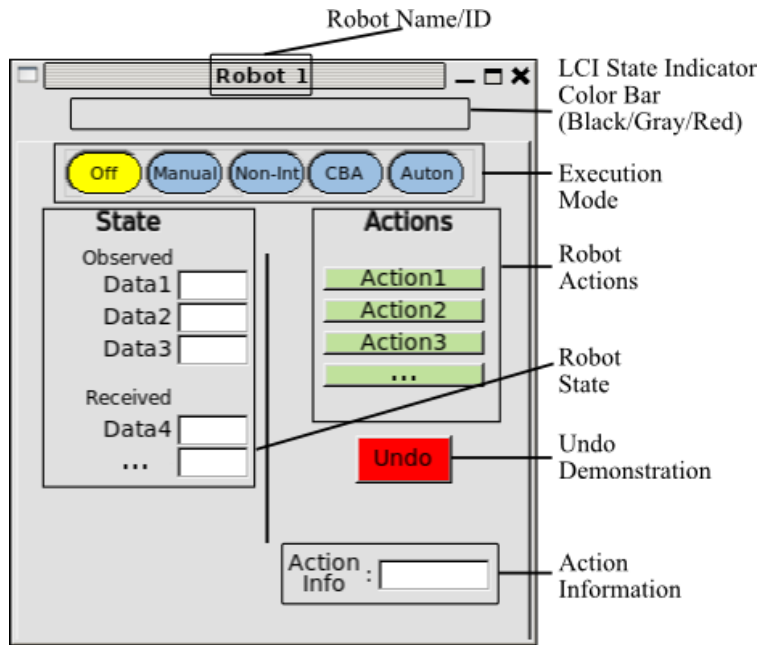 Robot Name/ID
Robot 1
LCI State Indicator
Color Bar
(Black/Gray/Red)
Off Manual Non-Int CBA Auton
Execution
Mode
State
Observed
Data1
Data2
Data3
Received
Data4
...
Actions
Action1
Action2
Action3
...
Robot
Actions
Robot
State
Undo
Undo
Demonstration
Action
Info :
Action
Information